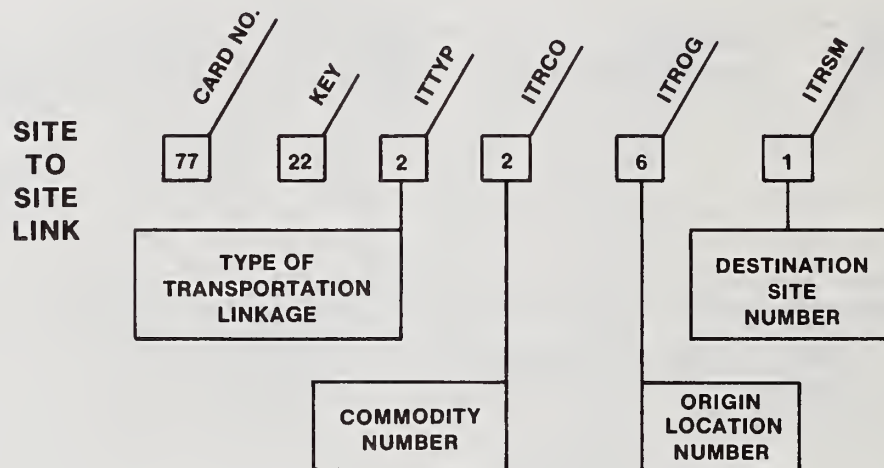 CARD NO. KEY ITTYP ITRCO ITROG ITRSM
SITE
TO
SITE
LINK
77 22 2 2 6 1
TYPE OF
TRANSPORTATION
LINKAGE
DESTINATION
SITE
NUMBER
COMMODITY
NUMBER
ORIGIN
LOCATION
NUMBER